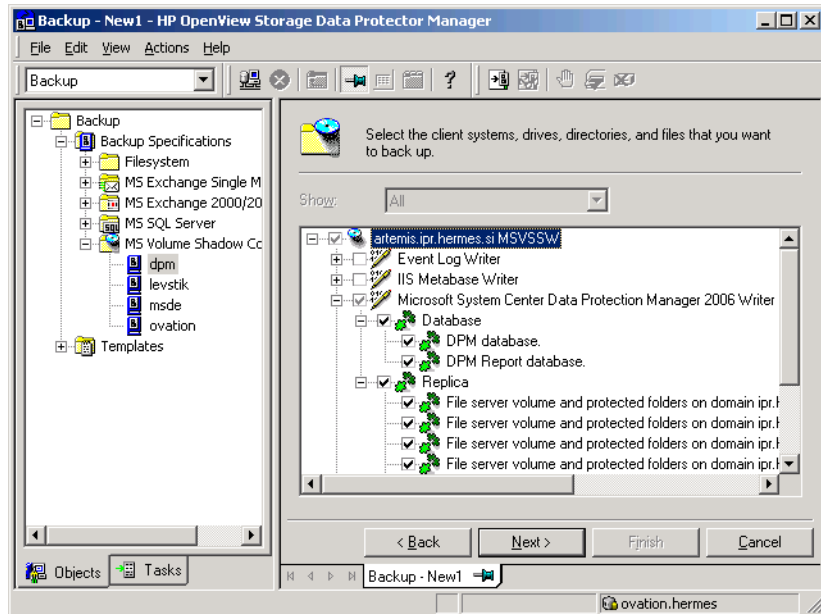 Backup - New1 - HP OpenView Storage Data Protector Manager
File Edit View Actions Help
Backup
Backup
Backup Specifications
Filesystem
MS Exchange Single M
MS Exchange 2000/20
MS SQL Server
MS Volume Shadow Co
dpm
levstik
msde
ovation
Templates
Objects Tasks
Select the client systems, drives, directories, and files that you want
to back up.
Show: All
artemis.ipr.hermes.si MSVSSW
Event Log Writer
IIS Metabase Writer
Microsoft System Center Data Protection Manager 2006 Writer
Database
DPM database.
DPM Report database.
Replica
File server volume and protected folders on domain ipr.h
File server volume and protected folders on domain ipr.h
File server volume and protected folders on domain ipr.h
File server volume and protected folders on domain ipr.h
< Back Next > Finish Cancel
Backup - New1
ovation.hermes